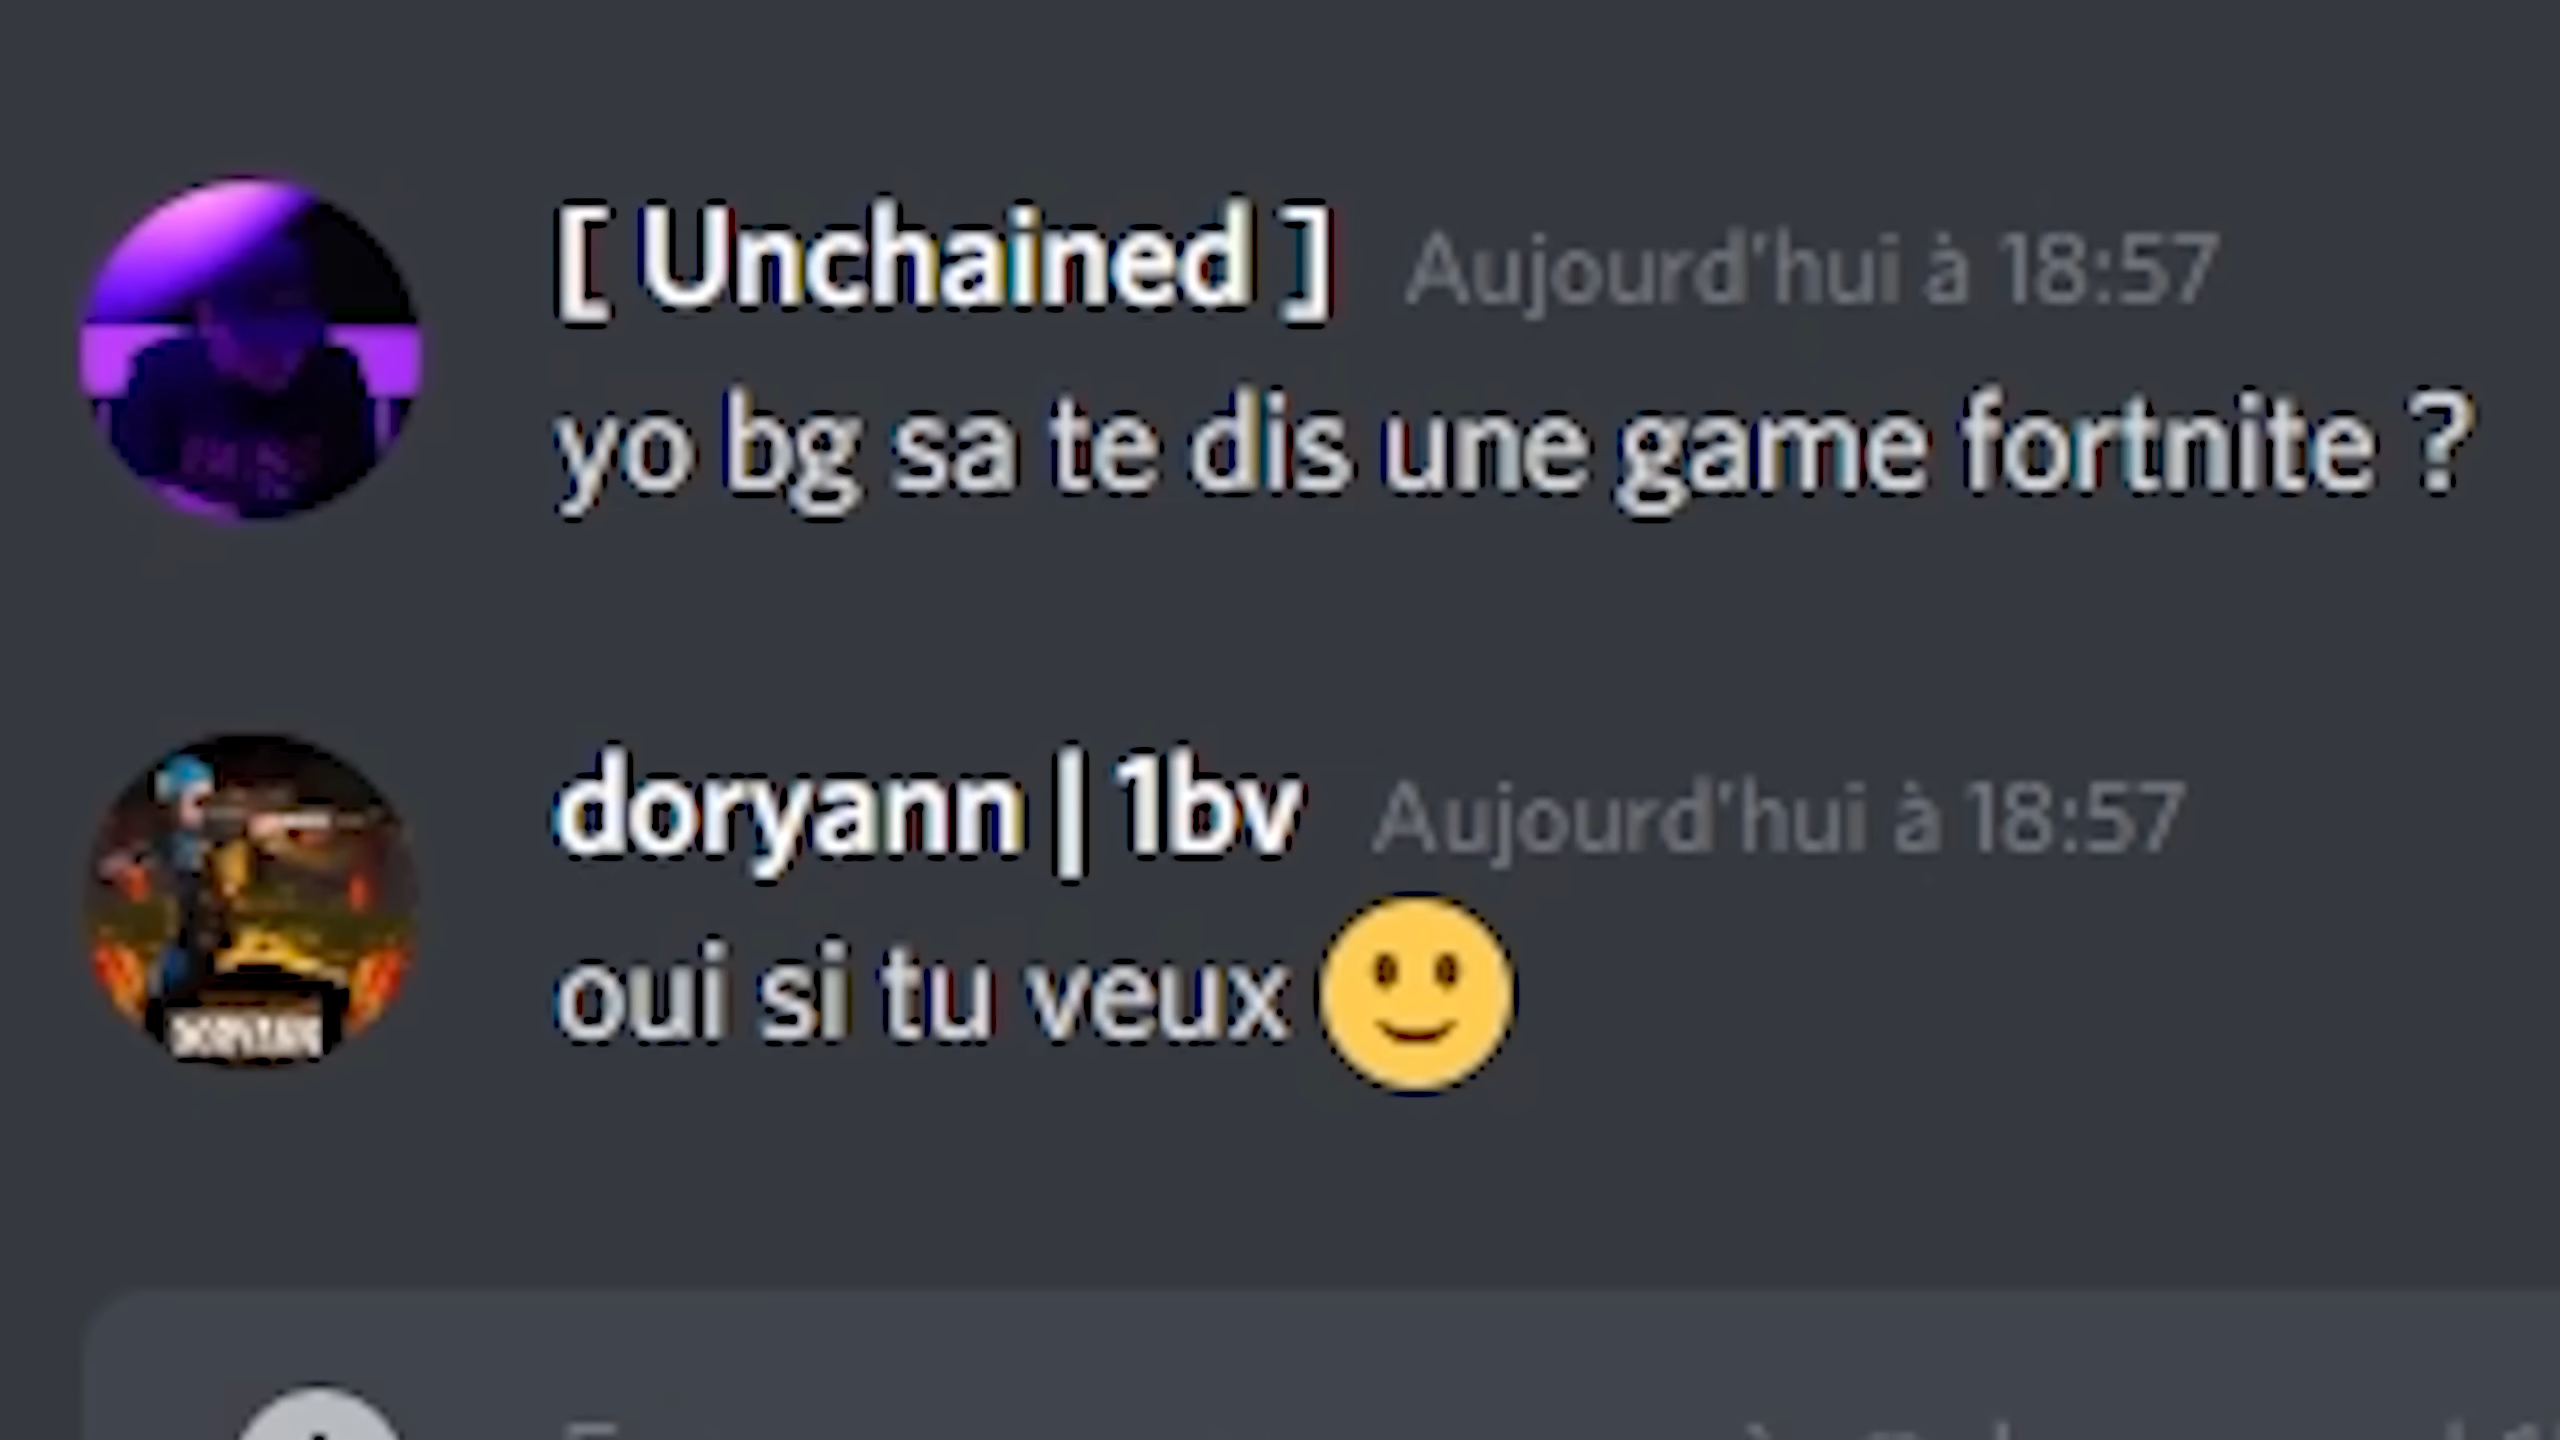 [ Unchained ] Aujourd'hui à 18:57
yo bg sa te dis une game fortnite ?
doryann | 1bv Aujourd'hui à 18:57
oui si tu veux 🙂
DORYANN